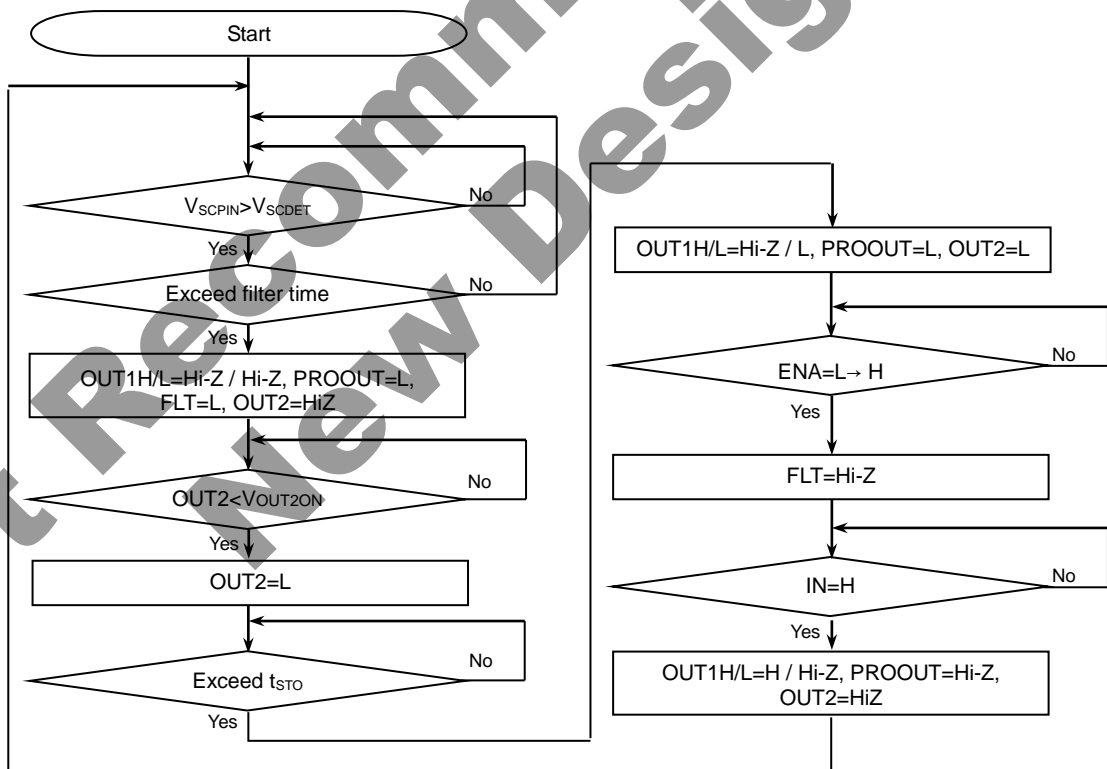 Start
V_SCPIN>V_SCDET
No
Yes
Exceed filter time
No
Yes
OUT1H/L=Hi-Z / Hi-Z, PROOUT=L,
FLT=L, OUT2=HiZ
OUT2<VOUT2ON
No
Yes
OUT2=L
Exceed tSTO
No
Yes
OUT1H/L=Hi-Z / L, PROOUT=L, OUT2=L
ENA=L→ H
No
Yes
FLT=Hi-Z
IN=H
No
Yes
OUT1H/L=H / Hi-Z, PROOUT=Hi-Z,
OUT2=HiZ